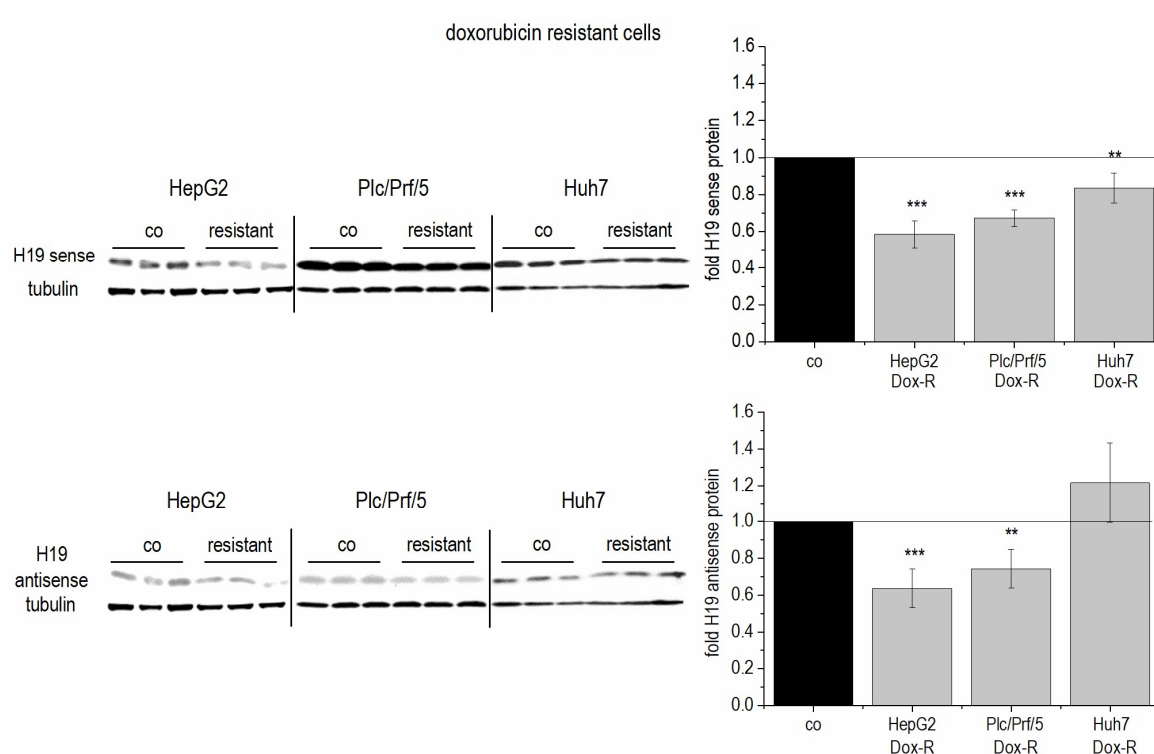 doxorubicin resistant cells
HepG2 Plc/Prf/5 Huh7
co resistant co resistant co resistant
H19 sense
tubulin
fold H19 sense protein
1.6
1.4
1.2
1.0
0.8
0.6
0.4
0.2
0.0
*** *** **
co HepG2 Plc/Prf/5 Huh7
Dox-R Dox-R Dox-R
HepG2 Plc/Prf/5 Huh7
co resistant co resistant co resistant
H19
antisense
tubulin
fold H19 antisense protein
1.6
1.4
1.2
1.0
0.8
0.6
0.4
0.2
0.0
*** **
co HepG2 Plc/Prf/5 Huh7
Dox-R Dox-R Dox-R